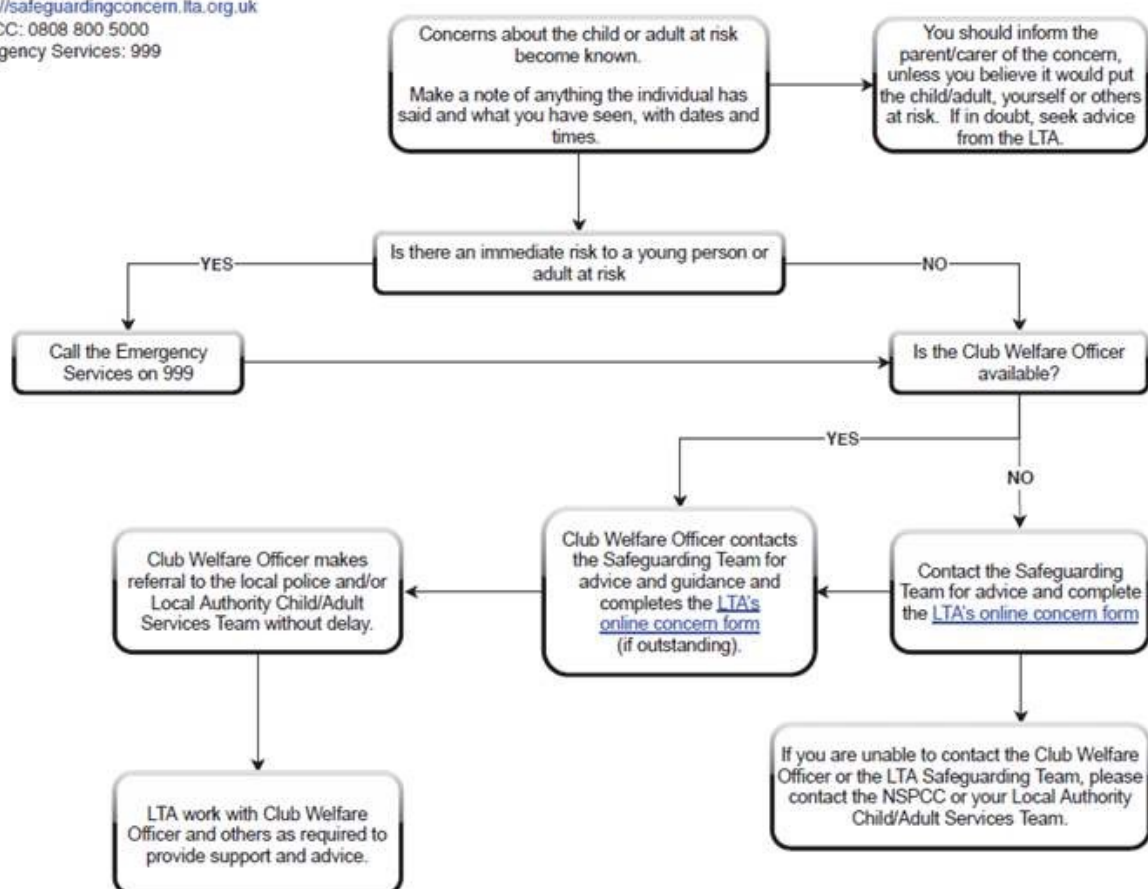 //safeguardingconcern.lta.org.uk
CC: 0808 800 5000
gency Services: 999
Concerns about the child or adult at risk
become known.
Make a note of anything the individual has
said and what you have seen, with dates and
times.
You should inform the
parent/carer of the concern,
unless you believe it would put
the child/adult, yourself or others
at risk. If in doubt, seek advice
from the LTA.
Is there an immediate risk to a young person or
adult at risk
YES
NO
Call the Emergency
Services on 999
Is the Club Welfare Officer
available?
YES
NO
Club Welfare Officer makes
referral to the local police and/or
Local Authority Child/Adult
Services Team without delay.
Club Welfare Officer contacts
the Safeguarding Team for
advice and guidance and
completes the LTA's
online concern form
(if outstanding).
Contact the Safeguarding
Team for advice and complete
the LTA's online concern form
If you are unable to contact the Club Welfare
Officer or the LTA Safeguarding Team, please
contact the NSPCC or your Local Authority
Child/Adult Services Team.
LTA work with Club Welfare
Officer and others as required to
provide support and advice.